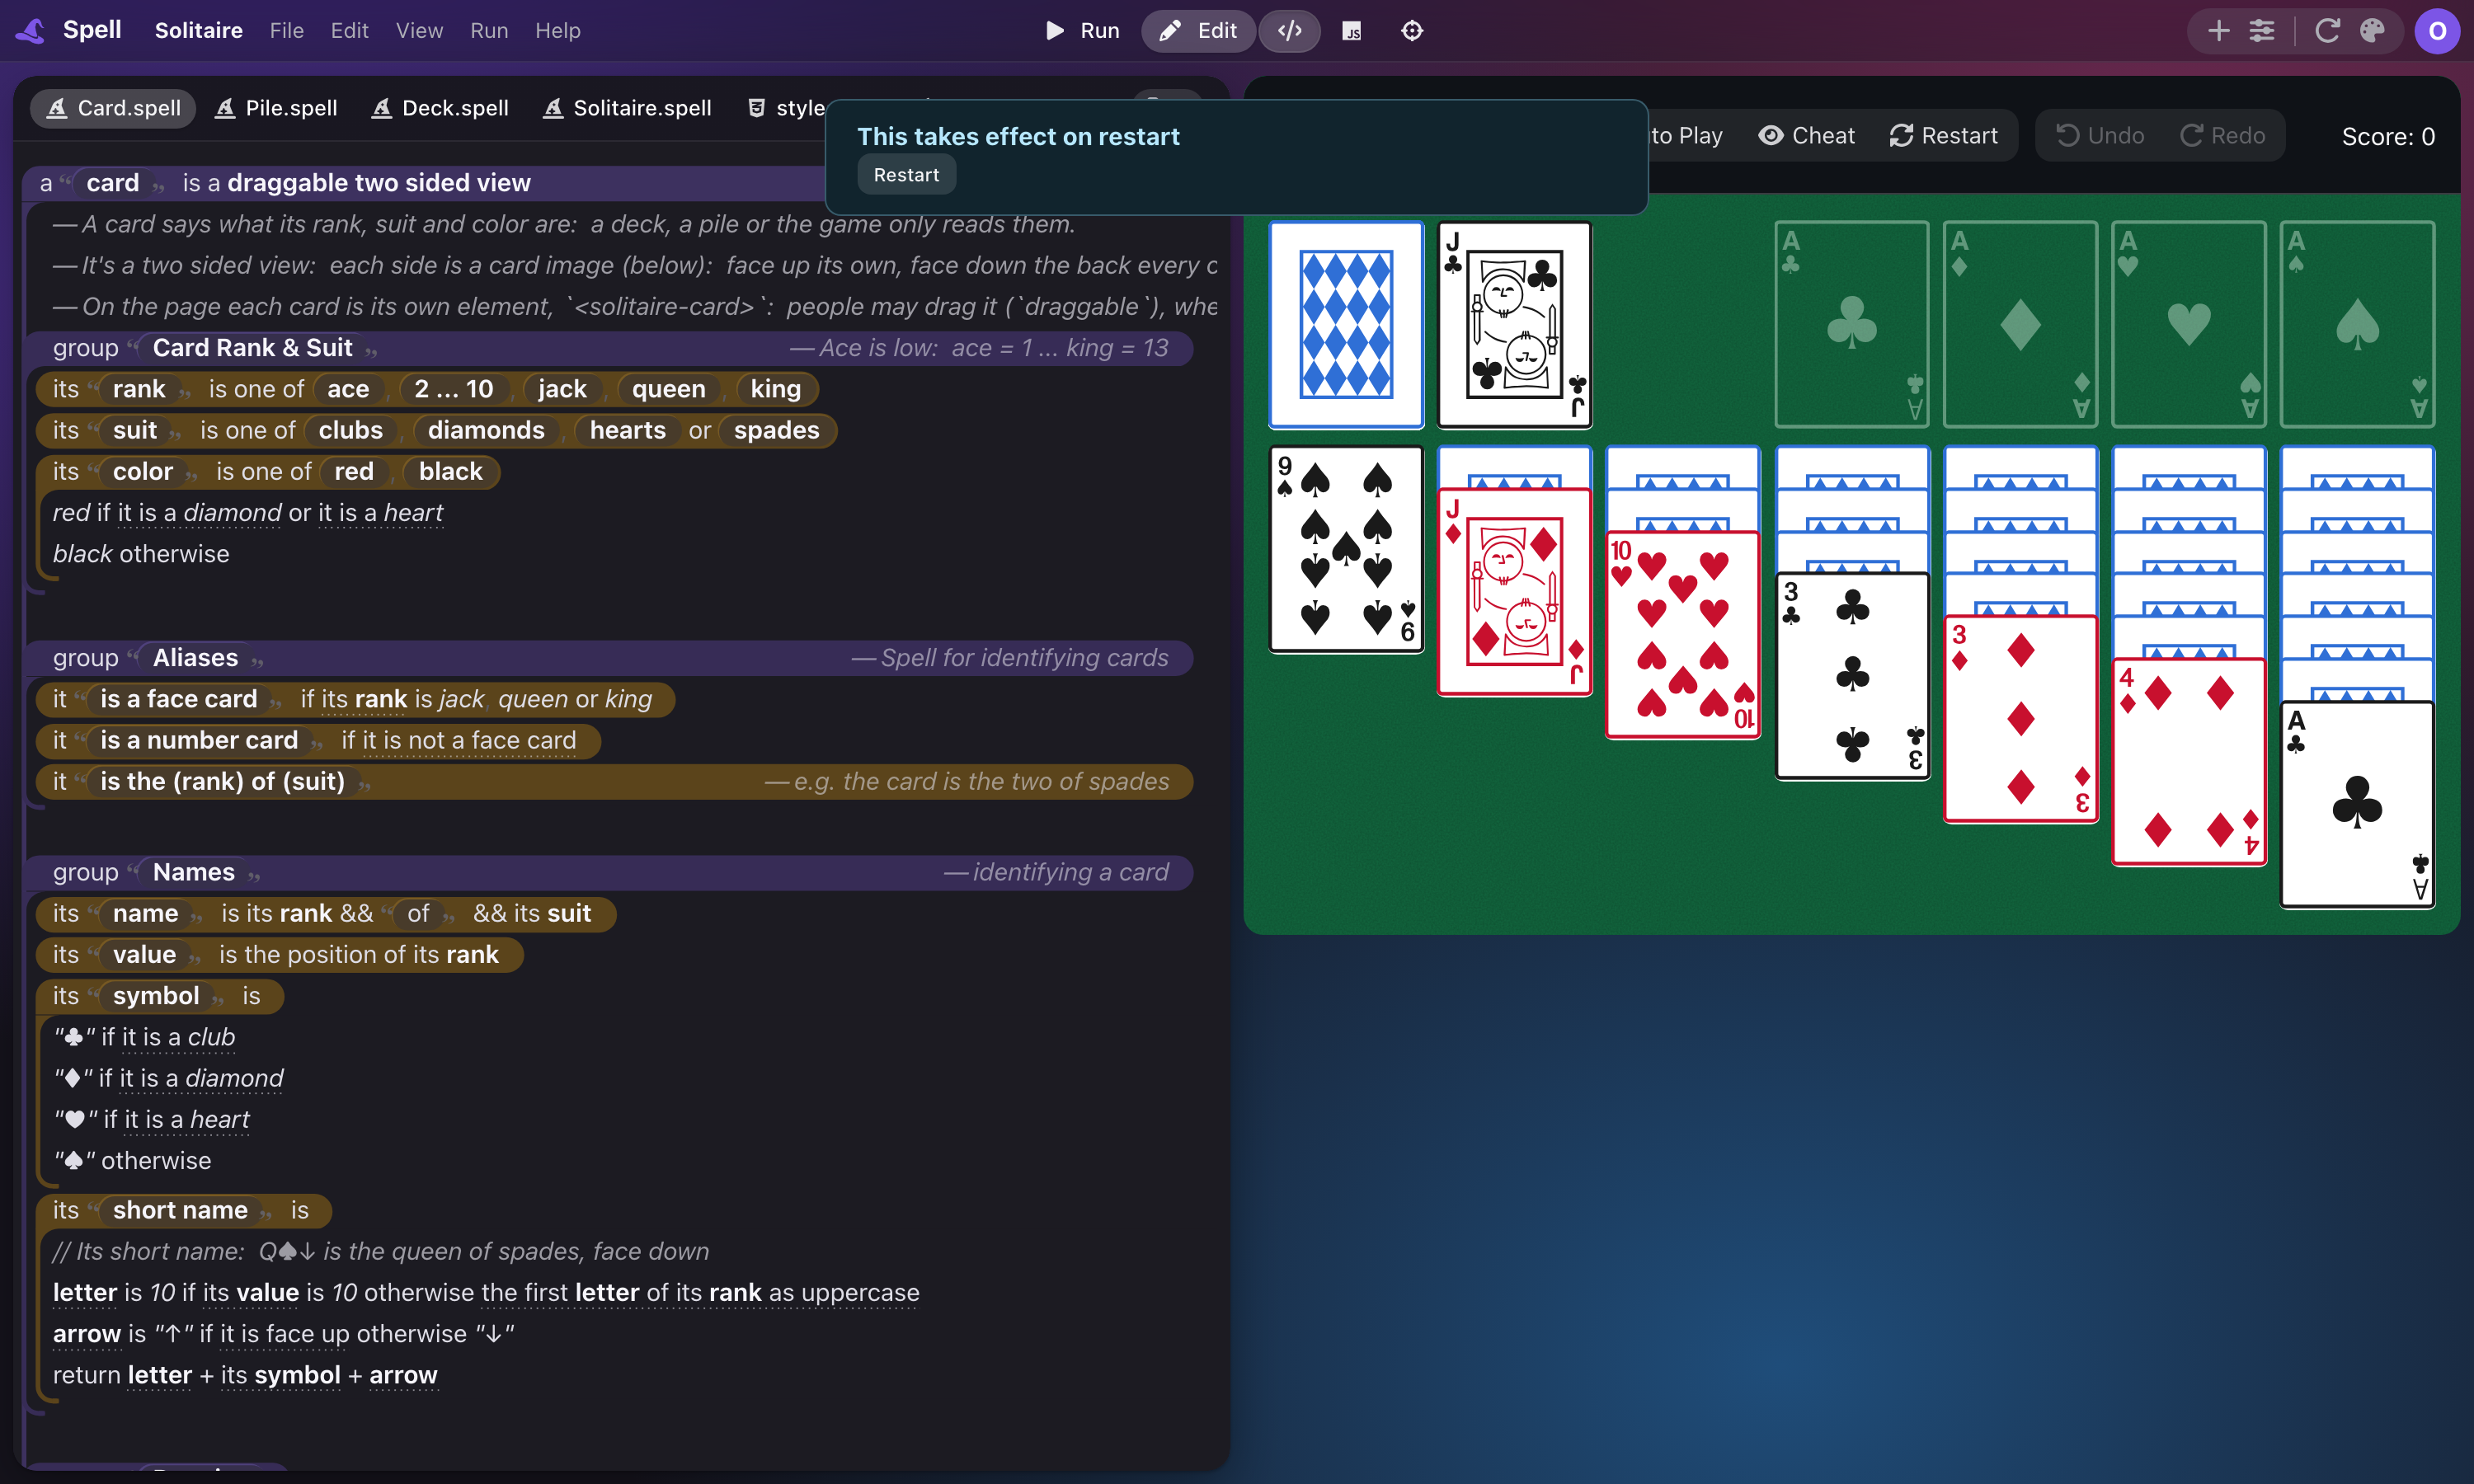 Spell Solitaire File Edit View Run Help Run Edit </> JS O
Card.spell Pile.spell Deck.spell Solitaire.spell style
This takes effect on restart
Restart
to Play Cheat Restart Undo Redo Score: 0
a “ card ” is a draggable two sided view
— A card says what its rank, suit and color are: a deck, a pile or the game only reads them.
— It's a two sided view: each side is a card image (below): face up its own, face down the back every c
— On the page each card is its own element, `<solitaire-card>`: people may drag it (`draggable`), whe
group “ Card Rank & Suit ” — Ace is low: ace = 1 ... king = 13
its “ rank ” is one of ace , 2 ... 10 , jack , queen , king
its “ suit ” is one of clubs , diamonds , hearts or spades
its “ color ” is one of red , black
red if it is a diamond or it is a heart
black otherwise
group “ Aliases ” — Spell for identifying cards
it “ is a face card ” if its rank is jack, queen or king
it “ is a number card ” if it is not a face card
it “ is the (rank) of (suit) ” — e.g. the card is the two of spades
group “ Names ” — identifying a card
its “ name ” is its rank && “ of ” && its suit
its “ value ” is the position of its rank
its “ symbol ” is
"♣" if it is a club
"♦" if it is a diamond
"♥" if it is a heart
"♠" otherwise
its “ short name ” is
// Its short name: Q♠↓ is the queen of spades, face down
letter is 10 if its value is 10 otherwise the first letter of its rank as uppercase
arrow is "↑" if it is face up otherwise "↓"
return letter + its symbol + arrow
J J
A A
A A
A A
A A
9 9
J J
10 10
3 3
3 3
4 4
A A